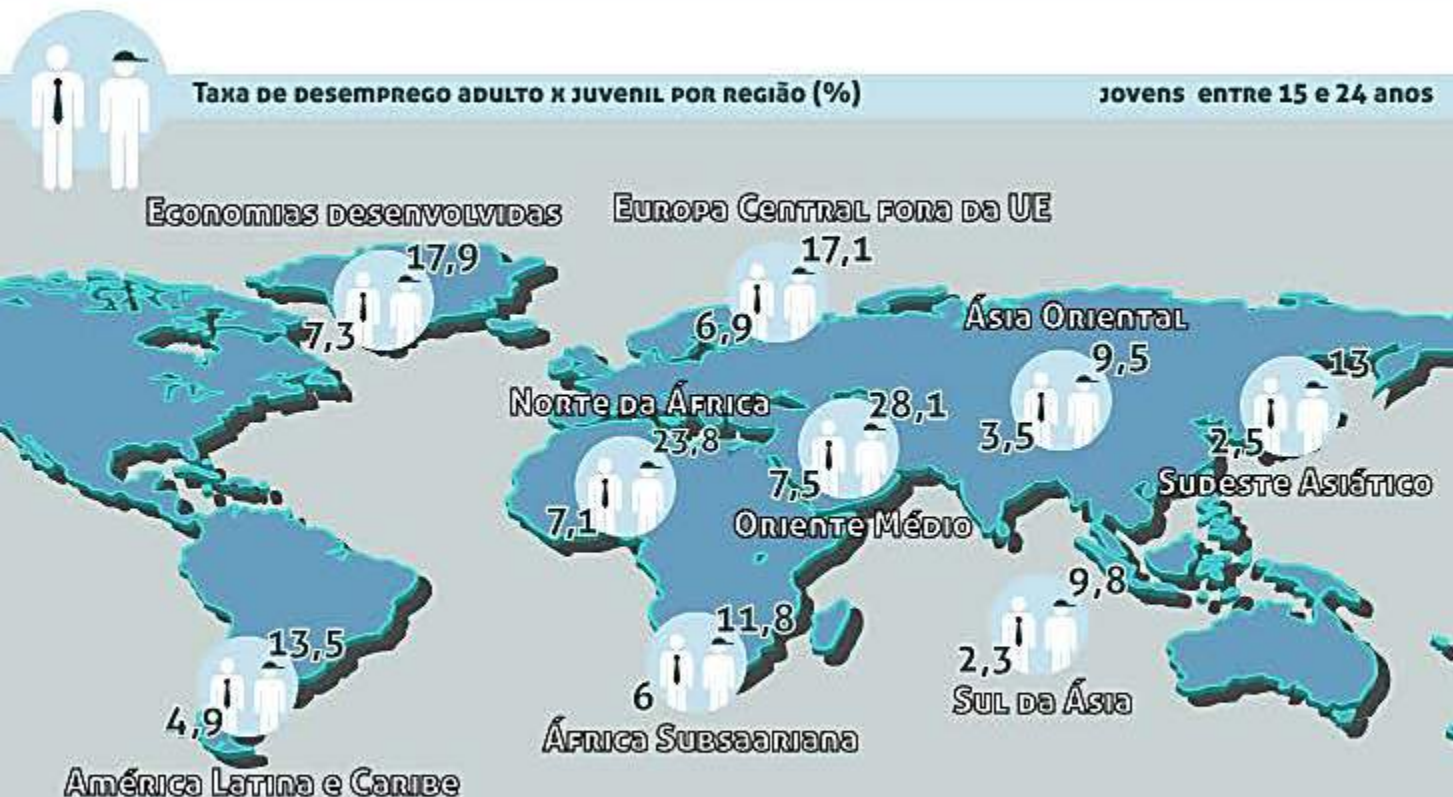 Taxa de desemprego adulto x juvenil por região (%)
jovens entre 15 e 24 anos
Economias desenvolvidas
17,9
7,3
Europa Central fora da UE
17,1
6,9
Ásia Oriental
9,5
3,5
13
2,5
Sudeste Asiático
Norte da África
23,8
7,1
28,1
7,5
Oriente Médio
9,8
2,3
Sul da Ásia
11,8
6
África Subsaariana
13,5
4,9
América Latina e Caribe